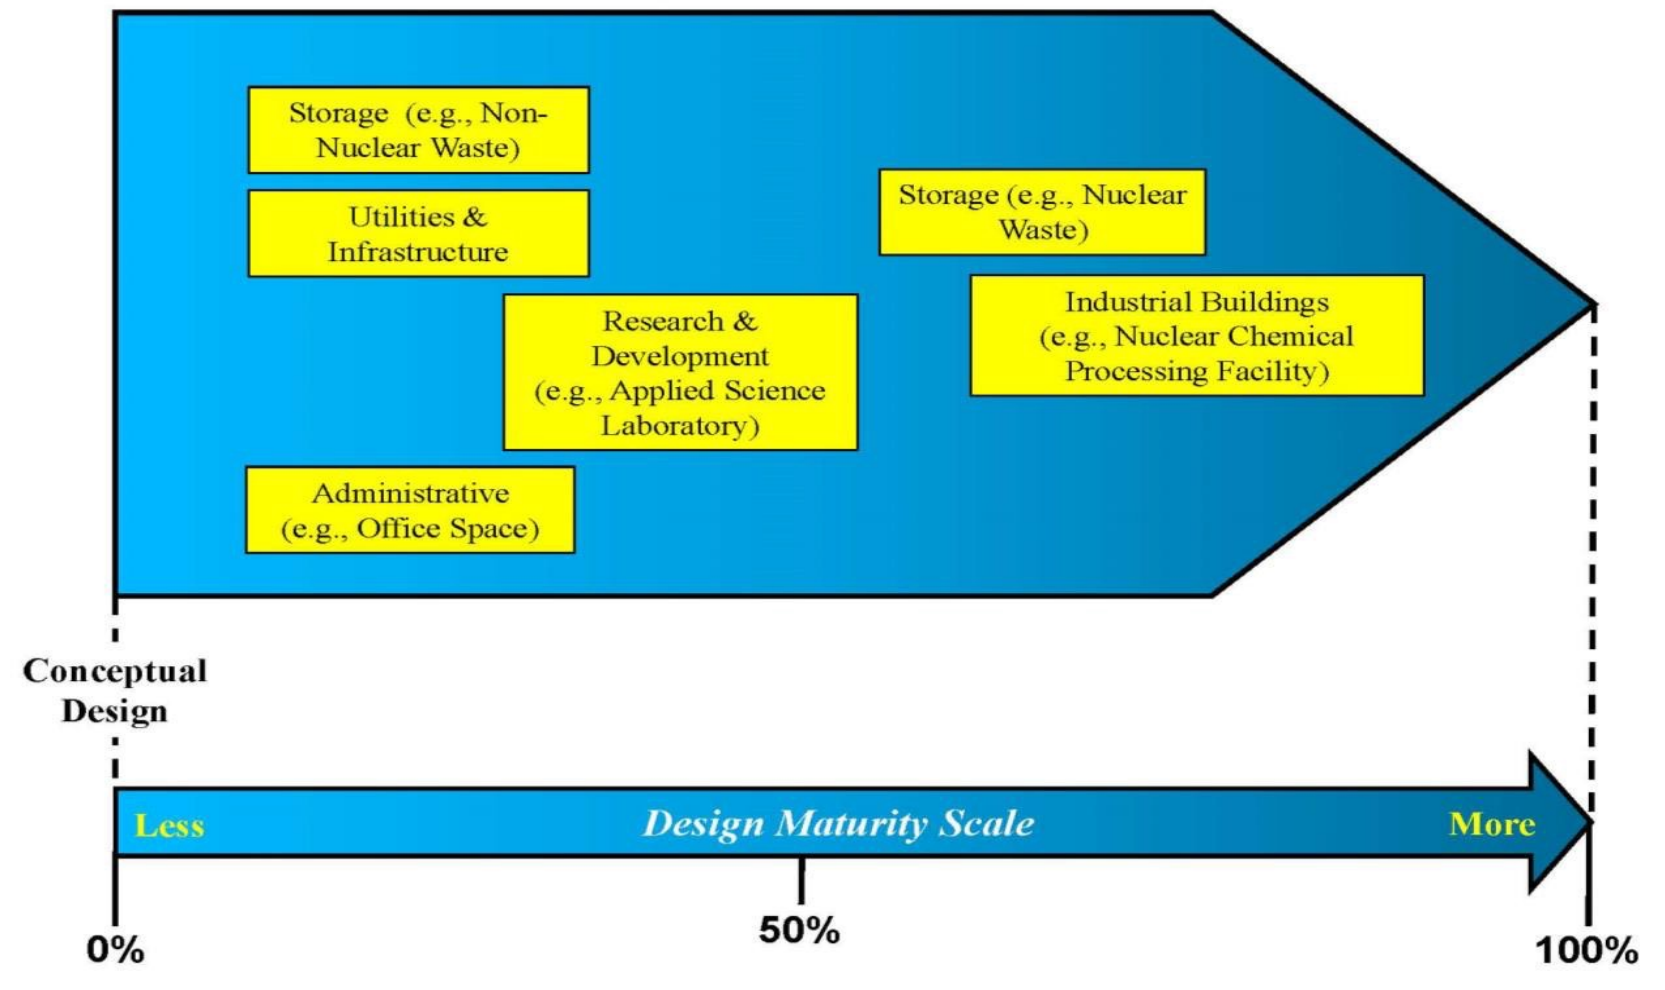 Storage (e.g., Non-
Nuclear Waste)
Utilities &
Infrastructure
Storage (e.g., Nuclear
Waste)
Research &
Development
(e.g., Applied Science
Laboratory)
Industrial Buildings
(e.g., Nuclear Chemical
Processing Facility)
Administrative
(e.g., Office Space)
Conceptual
Design
Less
Design Maturity Scale
More
0%
50%
100%